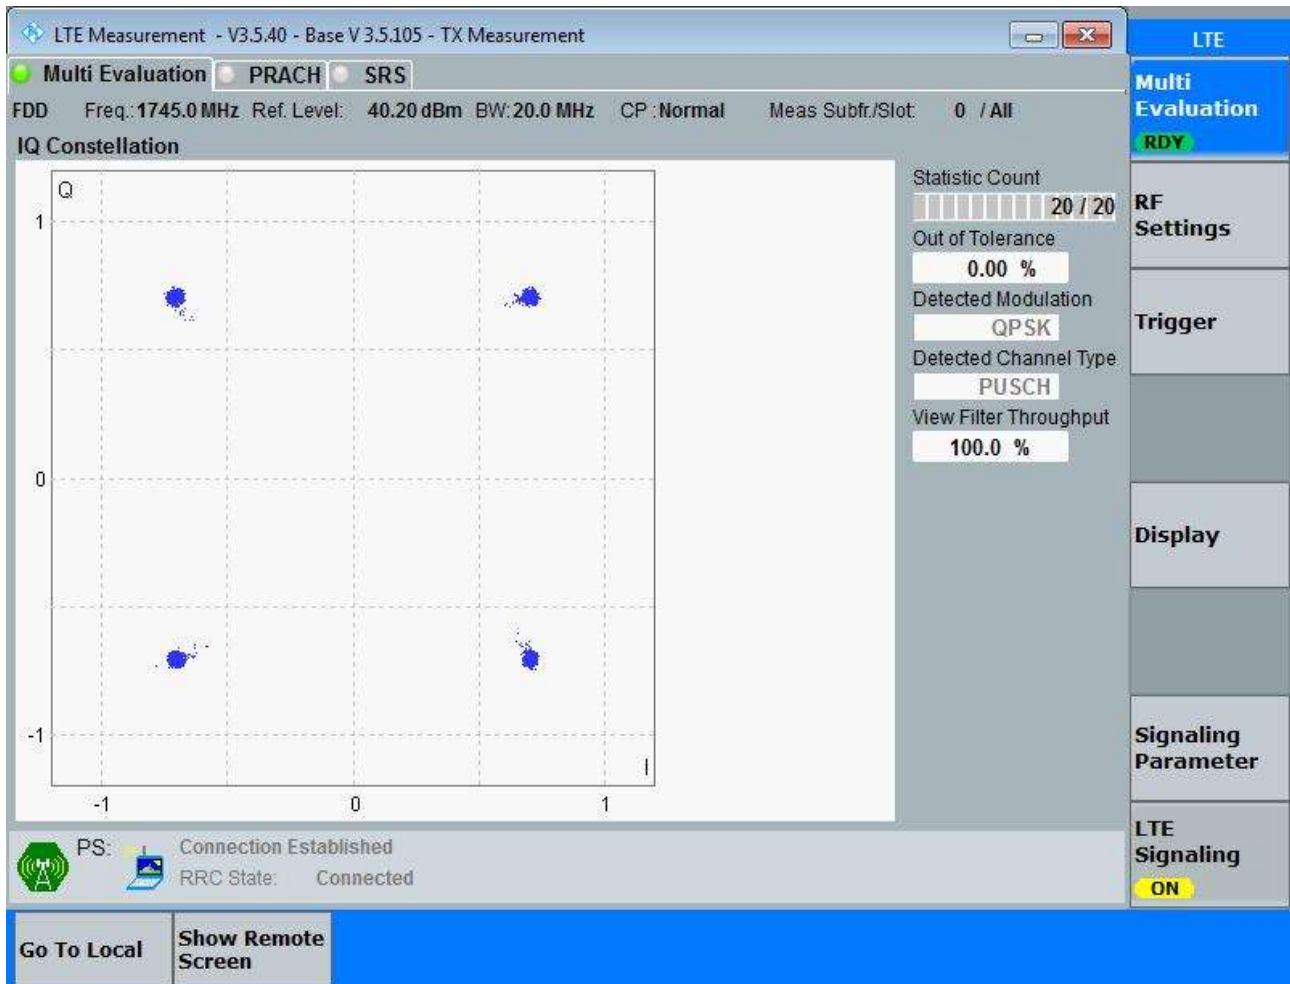 LTE Measurement - V3.5.40 - Base V 3.5.105 - TX Measurement
LTE
Multi Evaluation PRACH SRS
FDD Freq.:1745.0 MHz Ref. Level: 40.20 dBm BW:20.0 MHz CP :Normal Meas Subfr./Slot: 0 / All
IQ Constellation
Q
1
0
-1
I
-1 0 1
Statistic Count
20 / 20
Out of Tolerance
0.00 %
Detected Modulation
QPSK
Detected Channel Type
PUSCH
View Filter Throughput
100.0 %
Multi
Evaluation
RDY
RF
Settings
Trigger
Display
Signaling
Parameter
LTE
Signaling
ON
PS: Connection Established
RRC State: Connected
Go To Local
Show Remote
Screen